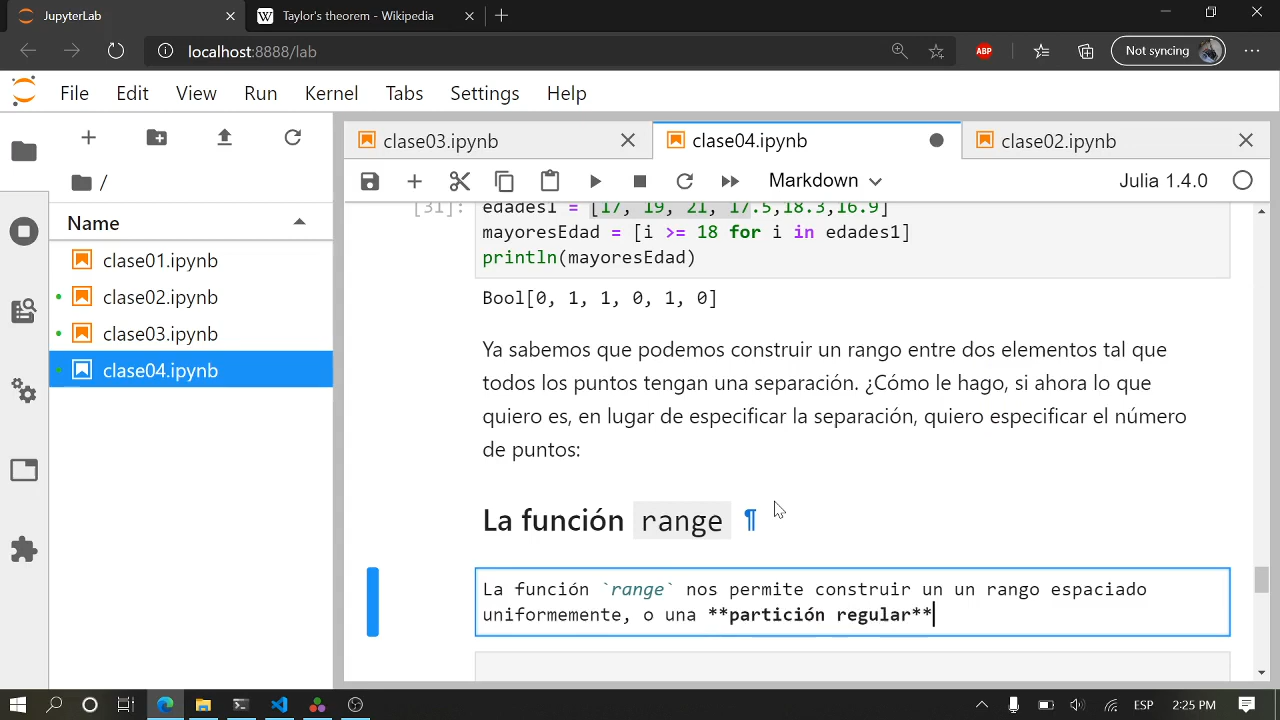 JupyterLab
Taylor's theorem - Wikipedia
localhost:8888/lab
ABP
Not syncing
File Edit View Run Kernel Tabs Settings Help
clase03.ipynb
clase04.ipynb
clase02.ipynb
/
Markdown
Julia 1.4.0
Name
clase01.ipynb
clase02.ipynb
clase03.ipynb
clase04.ipynb
[31]:
edades1 = [17, 19, 21, 17.5,18.3,16.9]
mayoresEdad = [i >= 18 for i in edades1]
println(mayoresEdad)
Bool[0, 1, 1, 0, 1, 0]
Ya sabemos que podemos construir un rango entre dos elementos tal que
todos los puntos tengan una separación. ¿Cómo le hago, si ahora lo que
quiero es, en lugar de especificar la separación, quiero especificar el número
de puntos:
La función range ¶
La función `range` nos permite construir un un rango espaciado
uniformemente, o una **partición regular**
ESP
2:25 PM